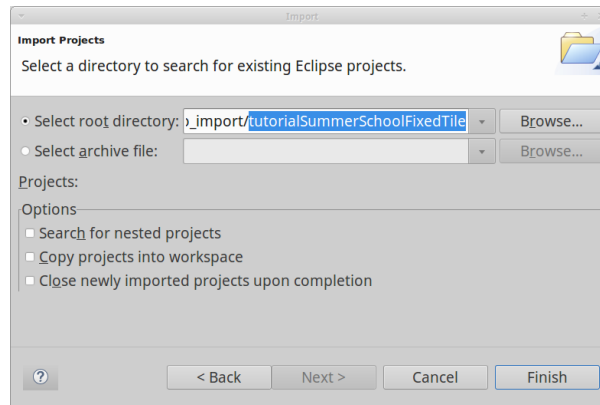 Import
Import Projects
Select a directory to search for existing Eclipse projects.
Select root directory: o_import/tutorialSummerSchoolFixedTile Browse...
Select archive file: Browse...
Projects:
Options
Search for nested projects
Copy projects into workspace
Close newly imported projects upon completion
? < Back Next > Cancel Finish